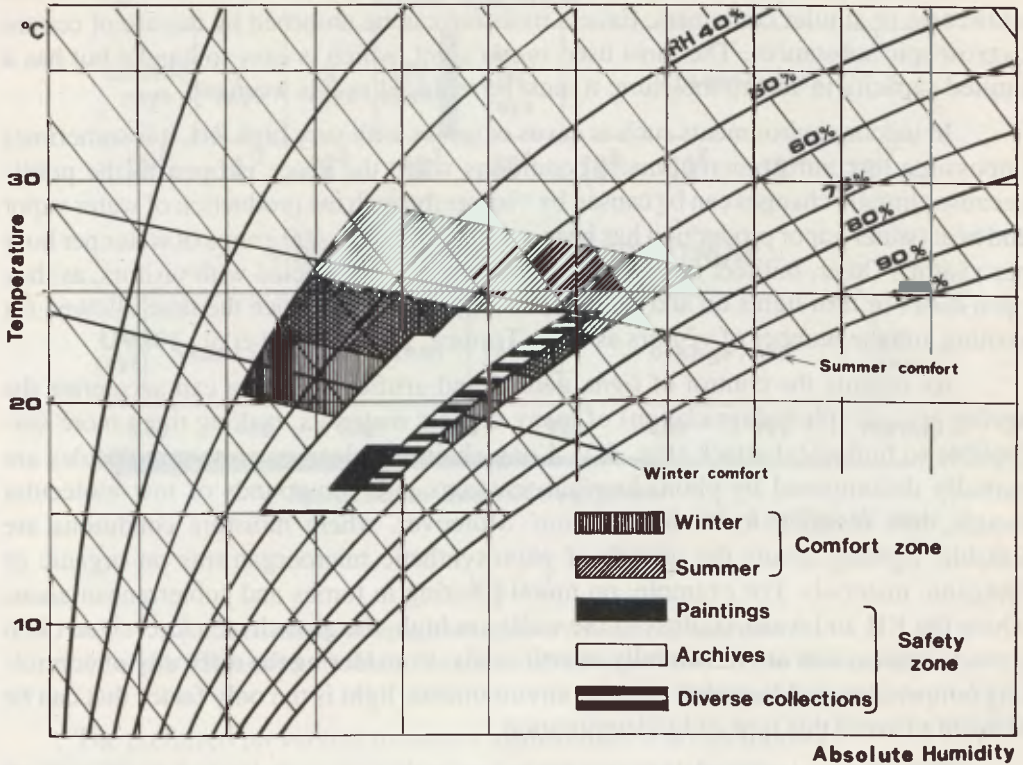 °C
RH 40%
50%
60%
80%
90%
%
30
Temperature
Summer comfort
20
Winter comfort
Winter
Comfort zone
Summer
Paintings
10
Safety
zone
Archives
Diverse collections
Absolute Humidity